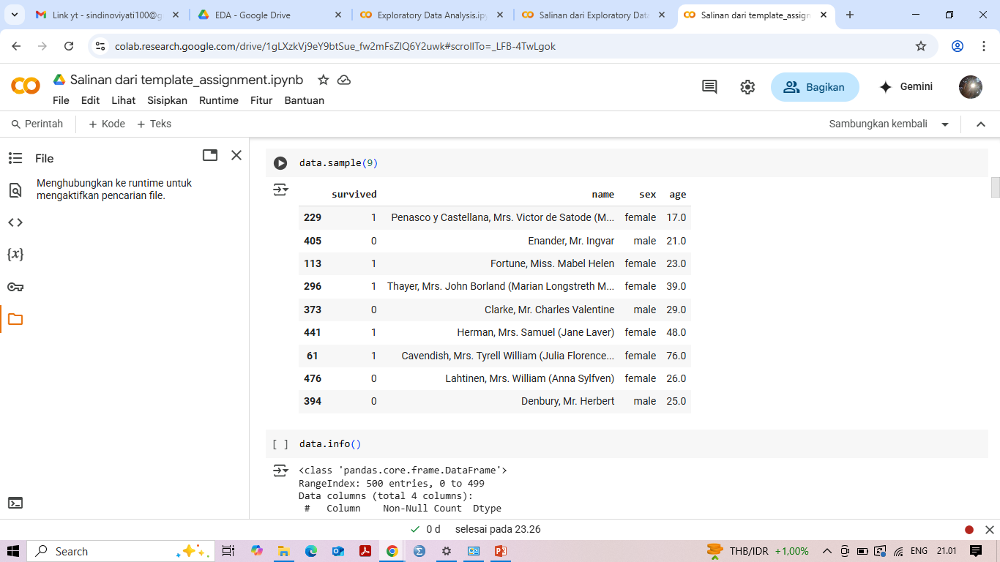 Link yt - sindinoviyati100@g
EDA - Google Drive
Exploratory Data Analysis.ip
Salinan dari Exploratory Dat
Salinan dari template_assign
colab.research.google.com/drive/1gLXzkVj9eY9btSue_fw2mFsZIQ6Y2uwk#scrollTo=_LFB-4TwLgok
Salinan dari template_assignment.ipynb
File Edit Lihat Sisipkan Runtime Fitur Bantuan
Bagikan
Gemini
Perintah
+ Kode + Teks
Sambungkan kembali
File
Menghubungkan ke runtime untuk
mengaktifkan pencarian file.
{x}
data.sample(9)
survived name sex age
229 1 Penasco y Castellana, Mrs. Victor de Satode (M... female 17.0
405 0 Enander, Mr. Ingvar male 21.0
113 1 Fortune, Miss. Mabel Helen female 23.0
296 1 Thayer, Mrs. John Borland (Marian Longstreth M... female 39.0
373 0 Clarke, Mr. Charles Valentine male 29.0
441 1 Herman, Mrs. Samuel (Jane Laver) female 48.0
61 1 Cavendish, Mrs. Tyrell William (Julia Florence... female 76.0
476 0 Lahtinen, Mrs. William (Anna Sylfven) female 26.0
394 0 Denbury, Mr. Herbert male 25.0
[ ] data.info()
<class 'pandas.core.frame.DataFrame'>
RangeIndex: 500 entries, 0 to 499
Data columns (total 4 columns):
# Column Non-Null Count Dtype
0 d selesai pada 23.26
Search
THB/IDR +1,00%
ENG
21.01